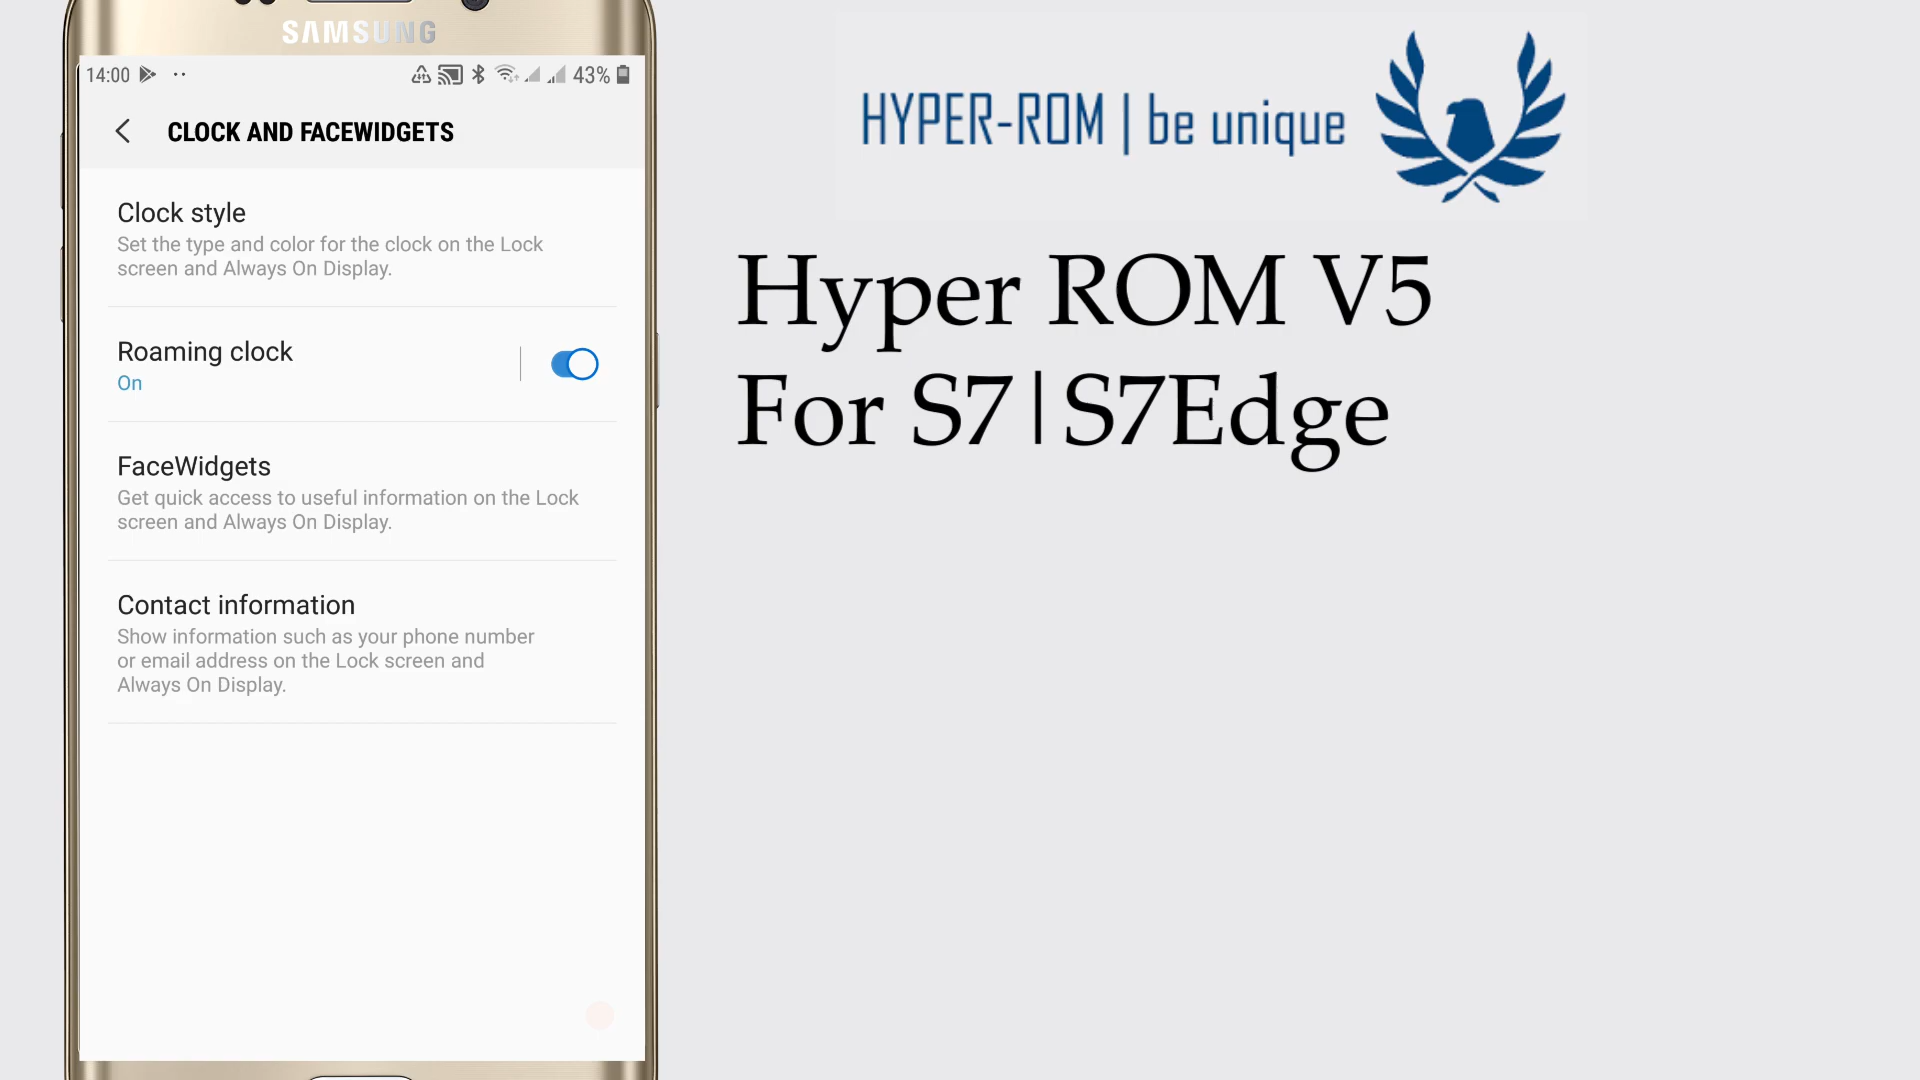 SAMSUNG
14:00
43%
CLOCK AND FACEWIDGETS
Clock style
Set the type and color for the clock on the Lock
screen and Always On Display.
Roaming clock
On
FaceWidgets
Get quick access to useful information on the Lock
screen and Always On Display.
Contact information
Show information such as your phone number
or email address on the Lock screen and
Always On Display.
HYPER-ROM | be unique
Hyper ROM V5
For S7|S7Edge